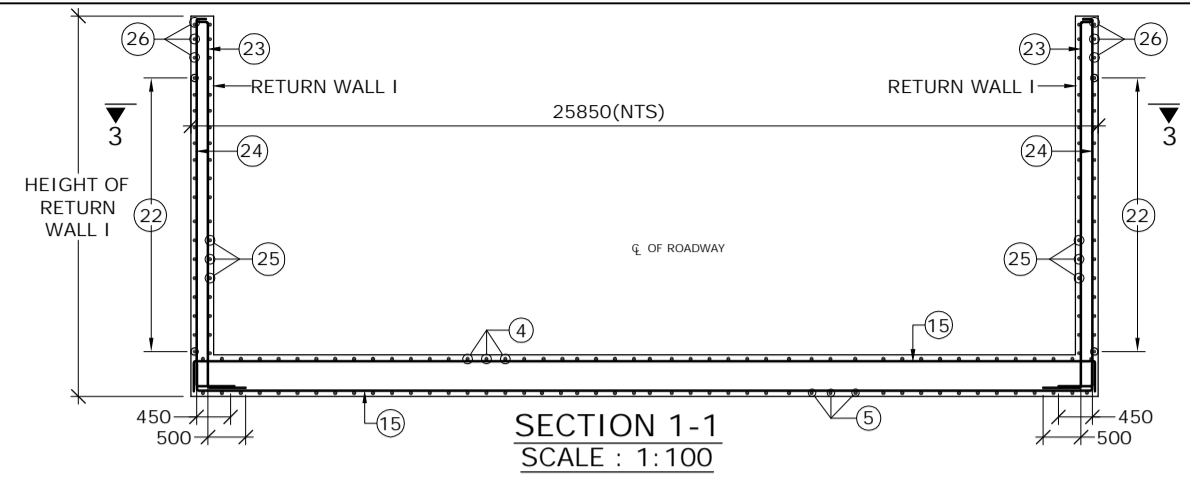 26
23
23
26
RETURN WALL I
RETURN WALL I
25850(NTS)
3
3
24
24
HEIGHT OF
RETURN
WALL I
22
22
℄ OF ROADWAY
25
25
4
15
450
15
5
450
500
500
SECTION 1-1
SCALE : 1:100